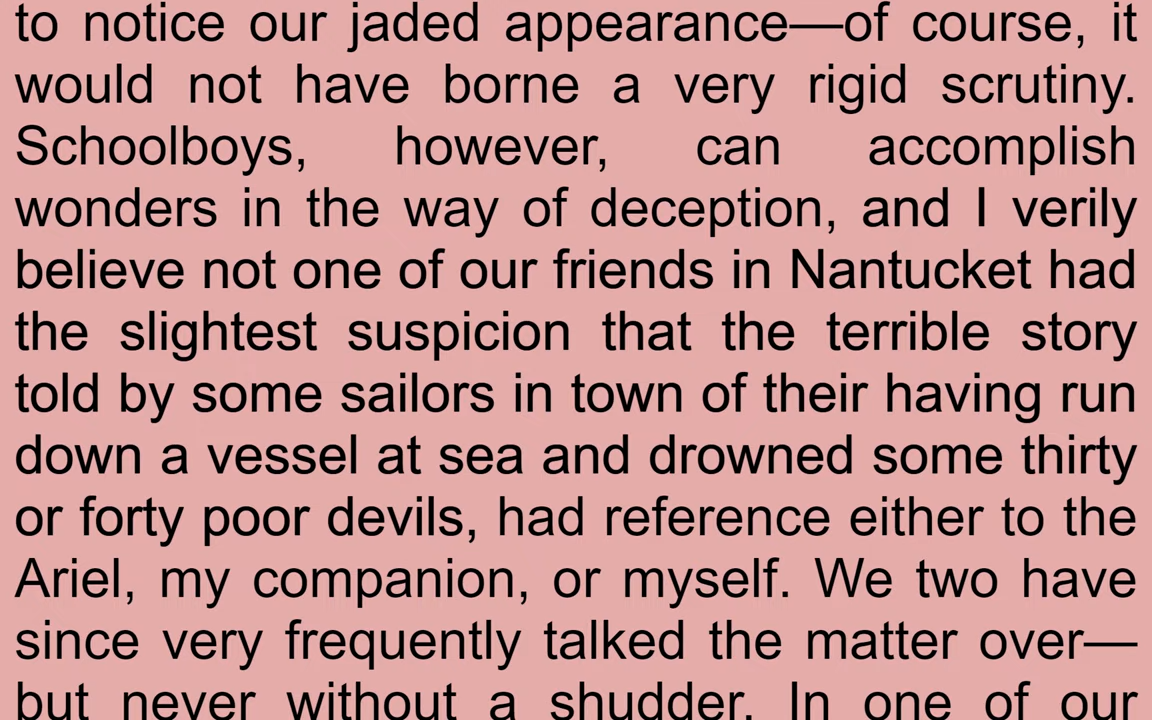 to notice our jaded appearance—of course, it
would not have borne a very rigid scrutiny.
Schoolboys, however, can accomplish
wonders in the way of deception, and I verily
believe not one of our friends in Nantucket had
the slightest suspicion that the terrible story
told by some sailors in town of their having run
down a vessel at sea and drowned some thirty
or forty poor devils, had reference either to the
Ariel, my companion, or myself. We two have
since very frequently talked the matter over—
but never without a shudder. In one of our